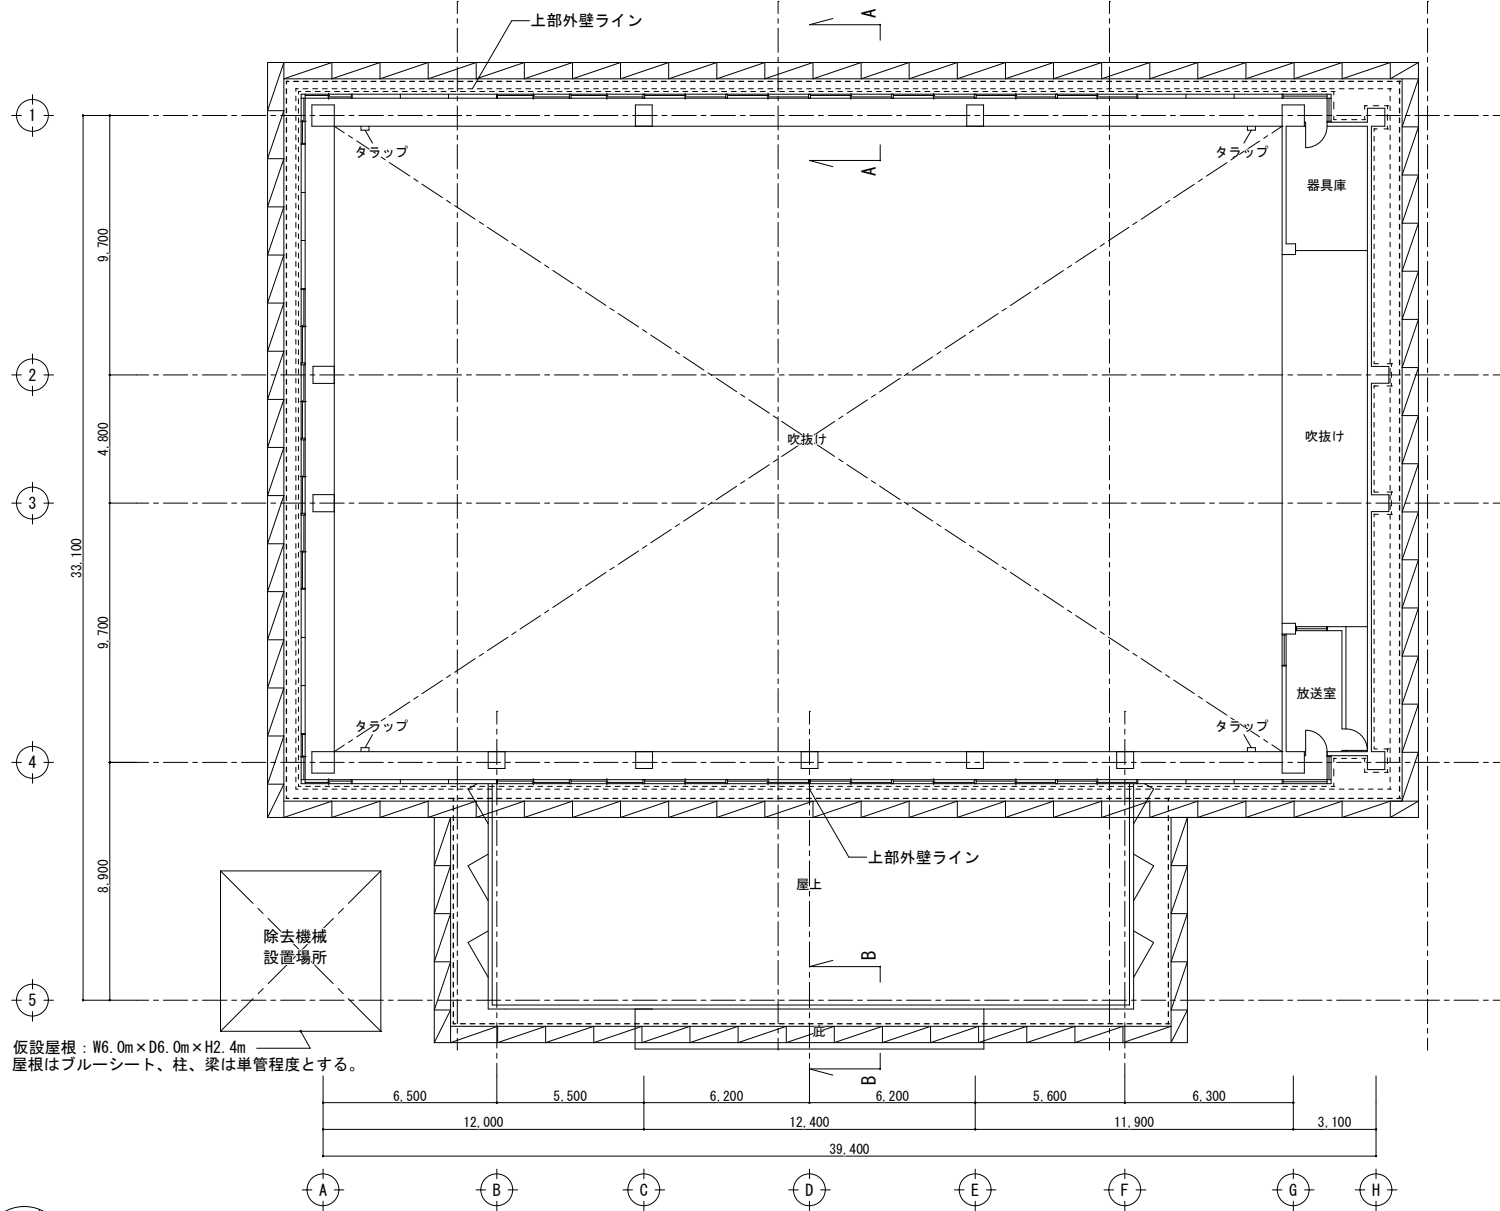 上部外壁ライン
A
1
タラップ
タラップ
A
器具庫
9,700
2
4,800
吹抜け
吹抜け
3
33,100
9,700
放送室
タラップ
タラップ
4
上部外壁ライン
8,900
屋上
除去機械
設置場所
B
5
庇
仮設屋根：W6.0m×D6.0m×H2.4m
屋根はブルーシート、柱、梁は単管程度とする。
B
6,500
5,500
6,200
6,200
5,600
6,300
12,000
12,400
11,900
3,100
39,400
A
B
C
D
E
F
G
H